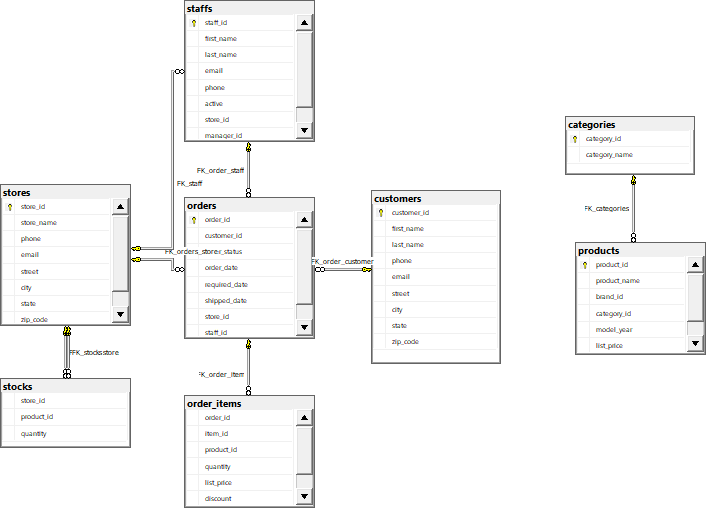 staffs
staff_id
first_name
last_name
email
phone
active
store_id
manager_id
FK_order_staff
FK_staff
categories
category_id
category_name
FK_categories
stores
store_id
store_name
phone
email
street
city
state
zip_code
orders
order_id
customer_id
order_date
required_date
shipped_date
store_id
staff_id
FK_order_customer
customers
customer_id
first_name
last_name
phone
email
street
city
state
zip_code
products
product_id
product_name
brand_id
category_id
model_year
list_price
stocks
store_id
product_id
quantity
FK_order_item
order_items
order_id
item_id
product_id
quantity
list_price
discount